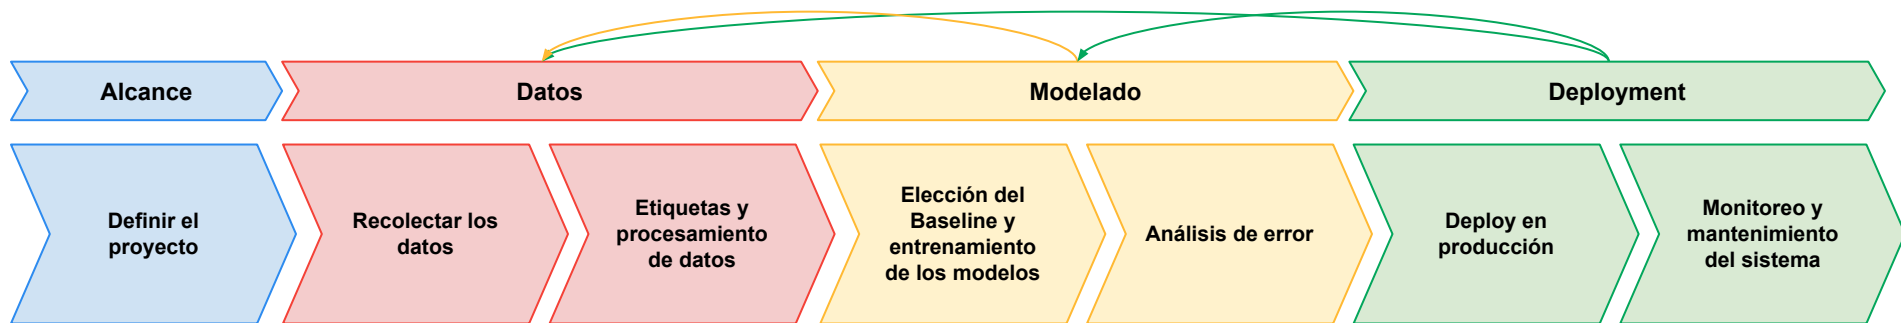 Alcance
Datos
Modelado
Deployment
Definir el
proyecto
Recolectar los
datos
Etiquetas y
procesamiento
de datos
Elección del
Baseline y
entrenamiento
de los modelos
Análisis de error
Deploy en
producción
Monitoreo y
mantenimiento
del sistema